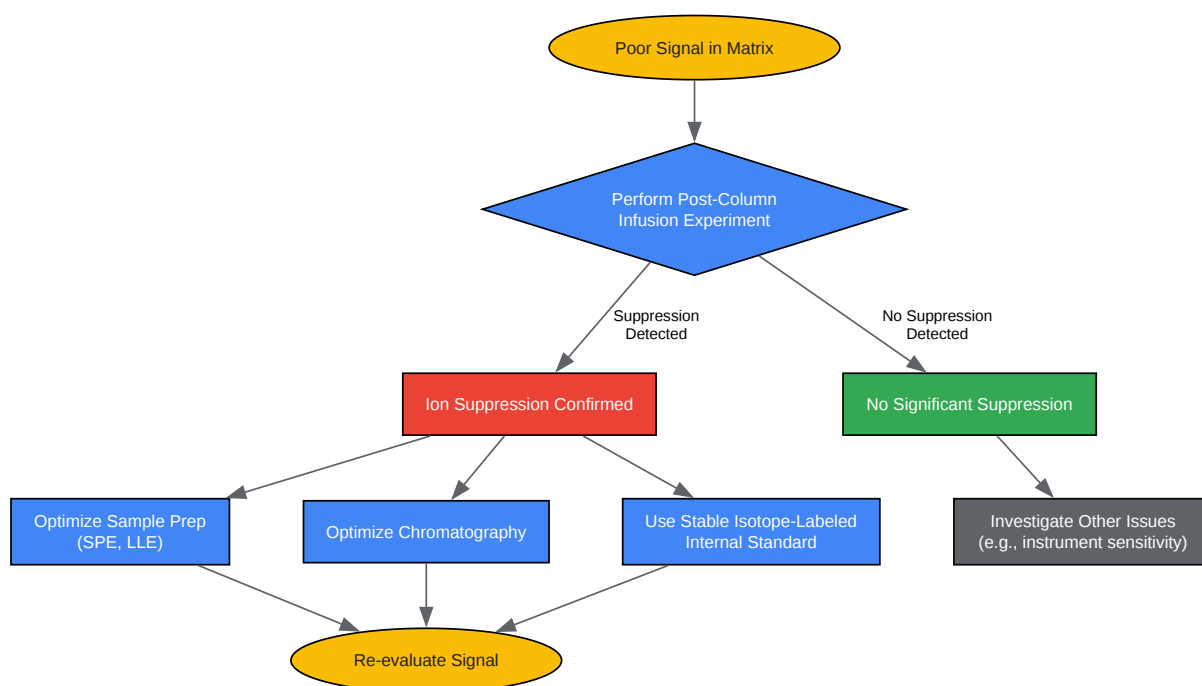 Poor Signal in Matrix
Perform Post-Column
Infusion Experiment
Suppression
Detected
No Suppression
Detected
Ion Suppression Confirmed
No Significant Suppression
Optimize Sample Prep
(SPE, LLE)
Optimize Chromatography
Use Stable Isotope-Labeled
Internal Standard
Investigate Other Issues
(e.g., instrument sensitivity)
Re-evaluate Signal